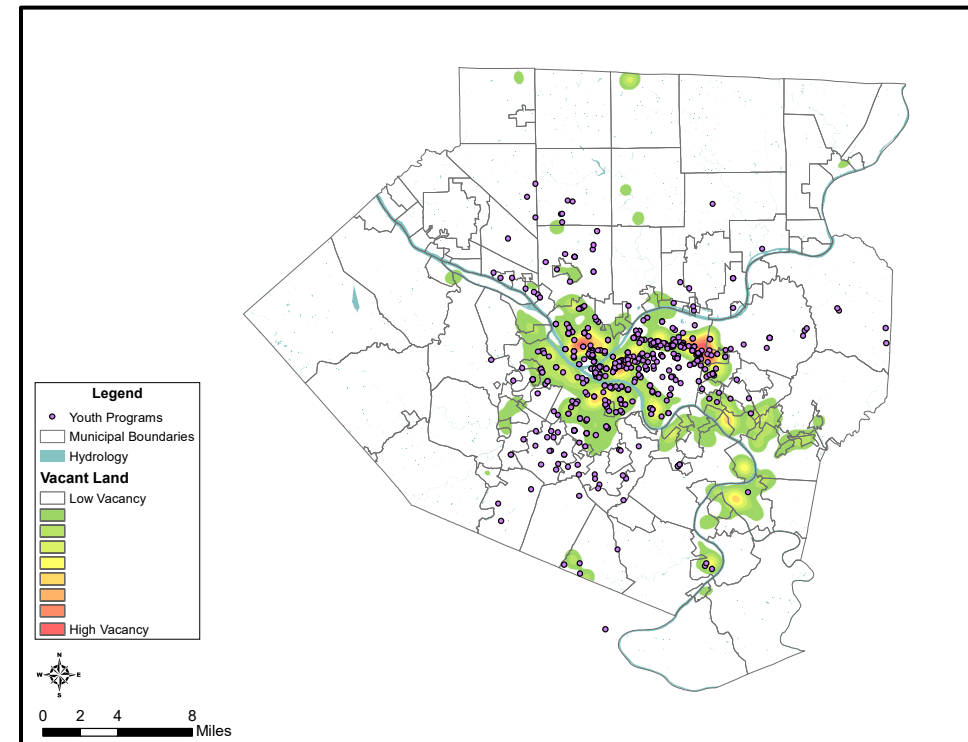 Legend
Youth Programs
Municipal Boundaries
Hydrology
Vacant Land
Low Vacancy
High Vacancy
N
W E
S
0 2 4 8
Miles